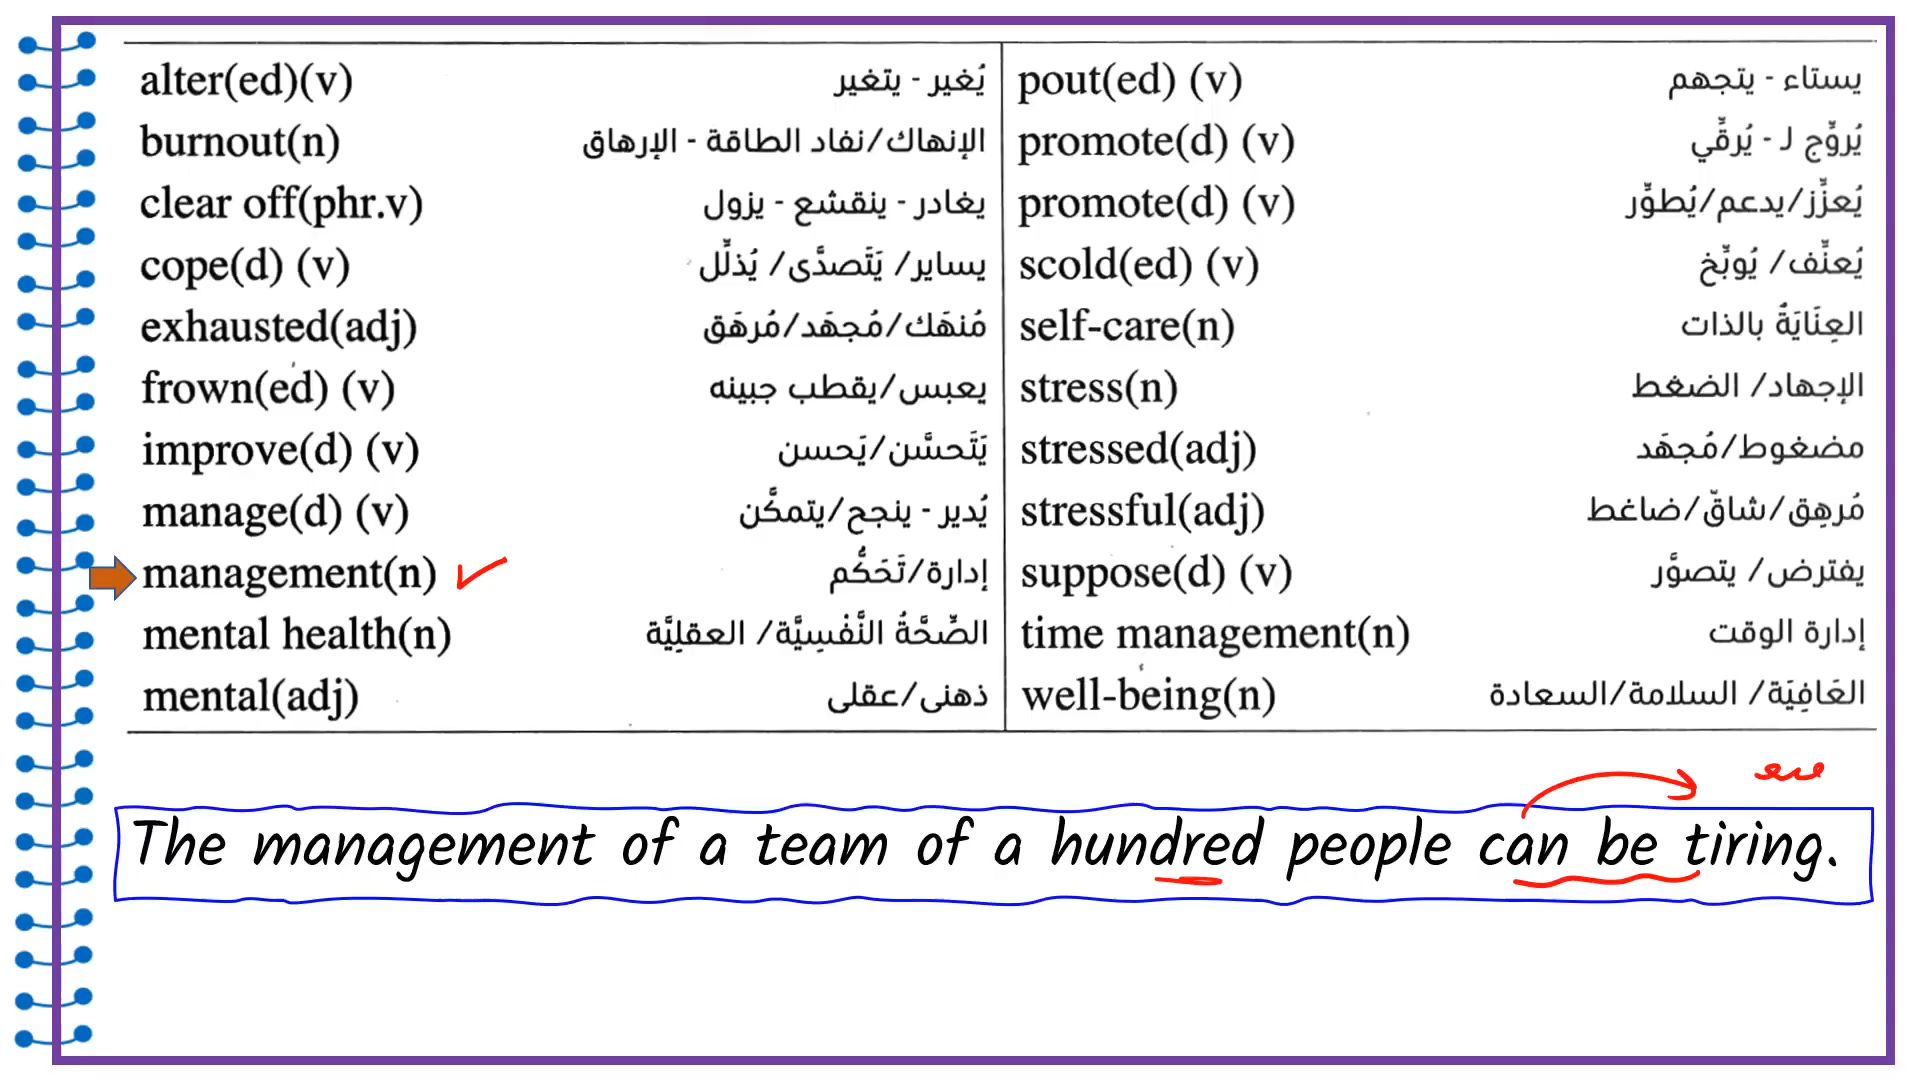 alter(ed)(v) يُغير - يتغير
burnout(n) الإنهاك/نفاد الطاقة - الإرهاق
clear off(phr.v) يغادر - ينقشع - يزول
cope(d) (v) يساير/ يَتَصدَّى/ يُذلِّل
exhausted(adj) مُنهَك/مُجهَد/مُرهَق
frown(ed) (v) يعبس/يقطب جبينه
improve(d) (v) يَتَحسَّن/يَحسن
manage(d) (v) يُدير - ينجح/يتمكَّن
management(n) إدارة/تَحَكُّم
mental health(n) الصِّحَّةُ النَّفْسِيَّة/ العقلِيَّة
mental(adj) ذهنى/عقلى
pout(ed) (v) يستاء - يتجهم
promote(d) (v) يُروِّج لـ - يُرقِّي
promote(d) (v) يُعزِّز/يدعم/يُطوِّر
scold(ed) (v) يُعنِّف/ يُوبِّخ
self-care(n) العِنَايَةُ بالذات
stress(n) الإجهاد/ الضغط
stressed(adj) مضغوط/مُجهَد
stressful(adj) مُرهِق/شاقّ/ضاغط
suppose(d) (v) يفترض/ يتصوَّر
time management(n) إدارة الوقت
well-being(n) العَافِيَة/ السلامة/السعادة
The management of a team of a hundred people can be tiring.